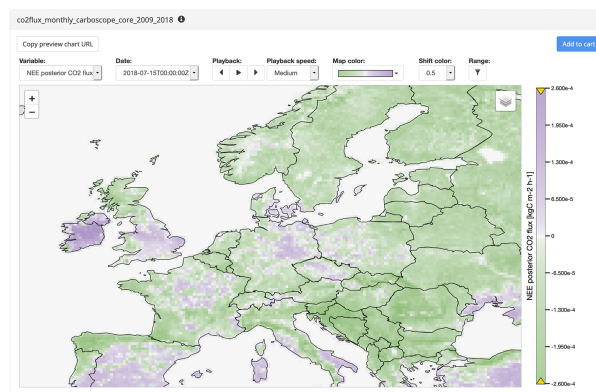 co2flux_monthly_carboscope_core_2009_2018
Copy preview chart URL
Add to cart
Variable: Date: Playback: Playback speed: Map color: Shift color: Range:
NEE posterior CO2 flux 2018-07-15T00:00:00Z Medium 0.5
+
−
2.600e-4
1.950e-4
1.300e-4
6.500e-5
0
-6.500e-5
-1.300e-4
-1.950e-4
-2.600e-4
NEE posterior CO2 flux [kgC m-2 h-1]